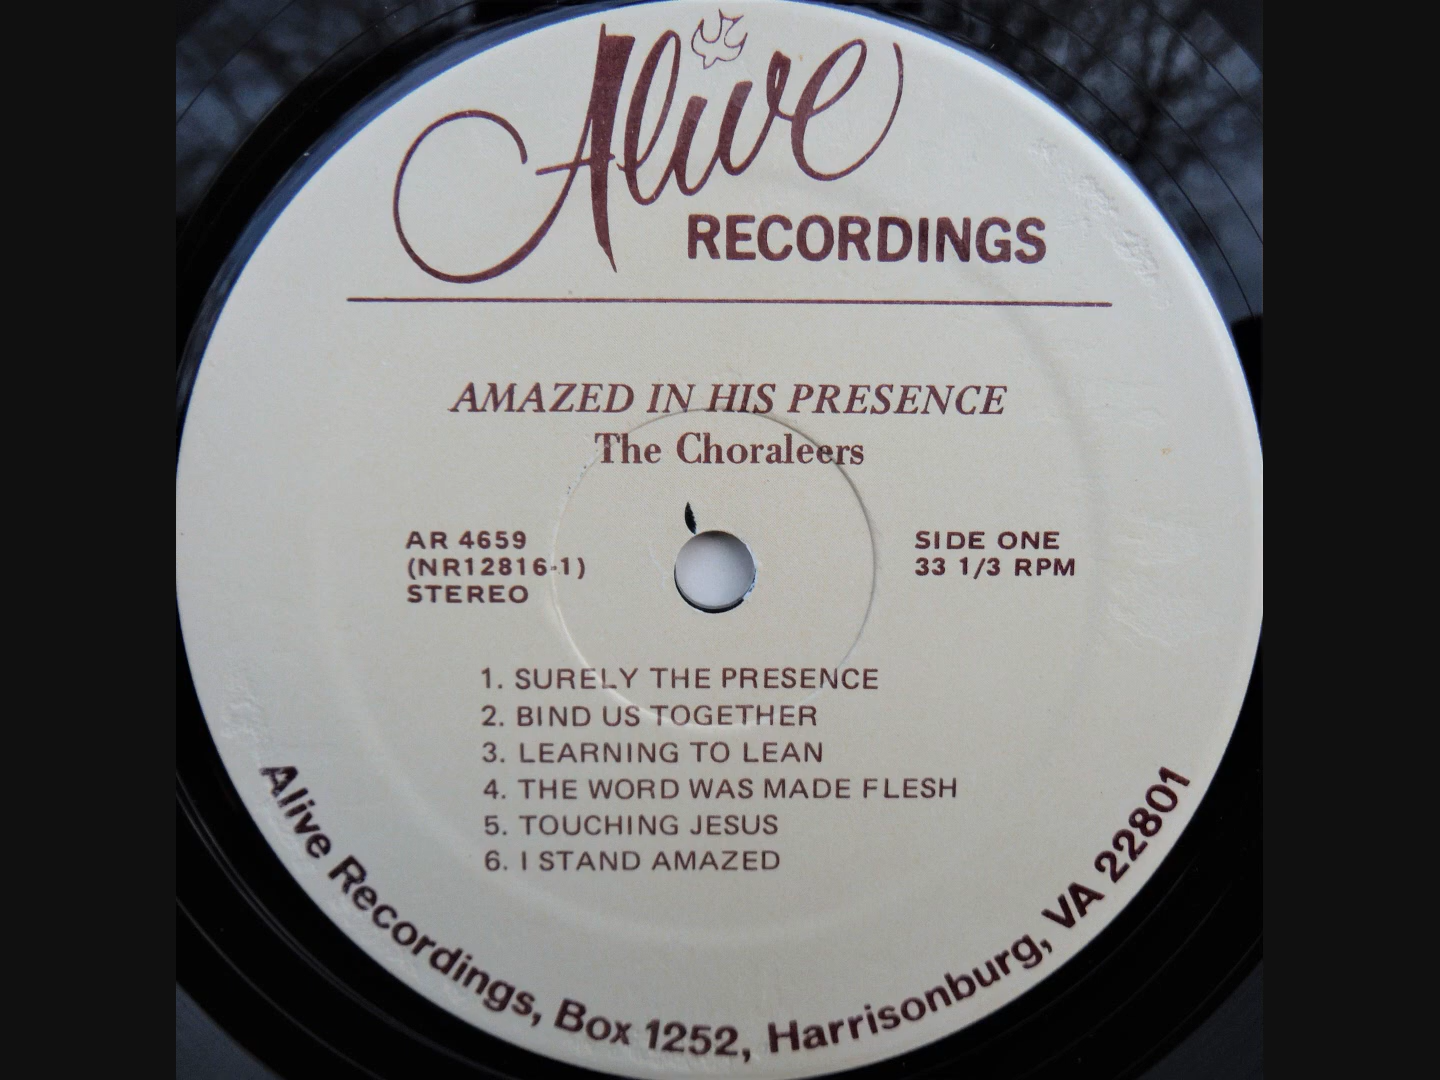 Alive
RECORDINGS
AMAZED IN HIS PRESENCE
The Choraleers
AR 4659
(NR12816-1)
STEREO
SIDE ONE
33 1/3 RPM
1. SURELY THE PRESENCE
2. BIND US TOGETHER
3. LEARNING TO LEAN
4. THE WORD WAS MADE FLESH
5. TOUCHING JESUS
6. I STAND AMAZED
Alive Recordings, Box 1252, Harrisonburg, VA 22801